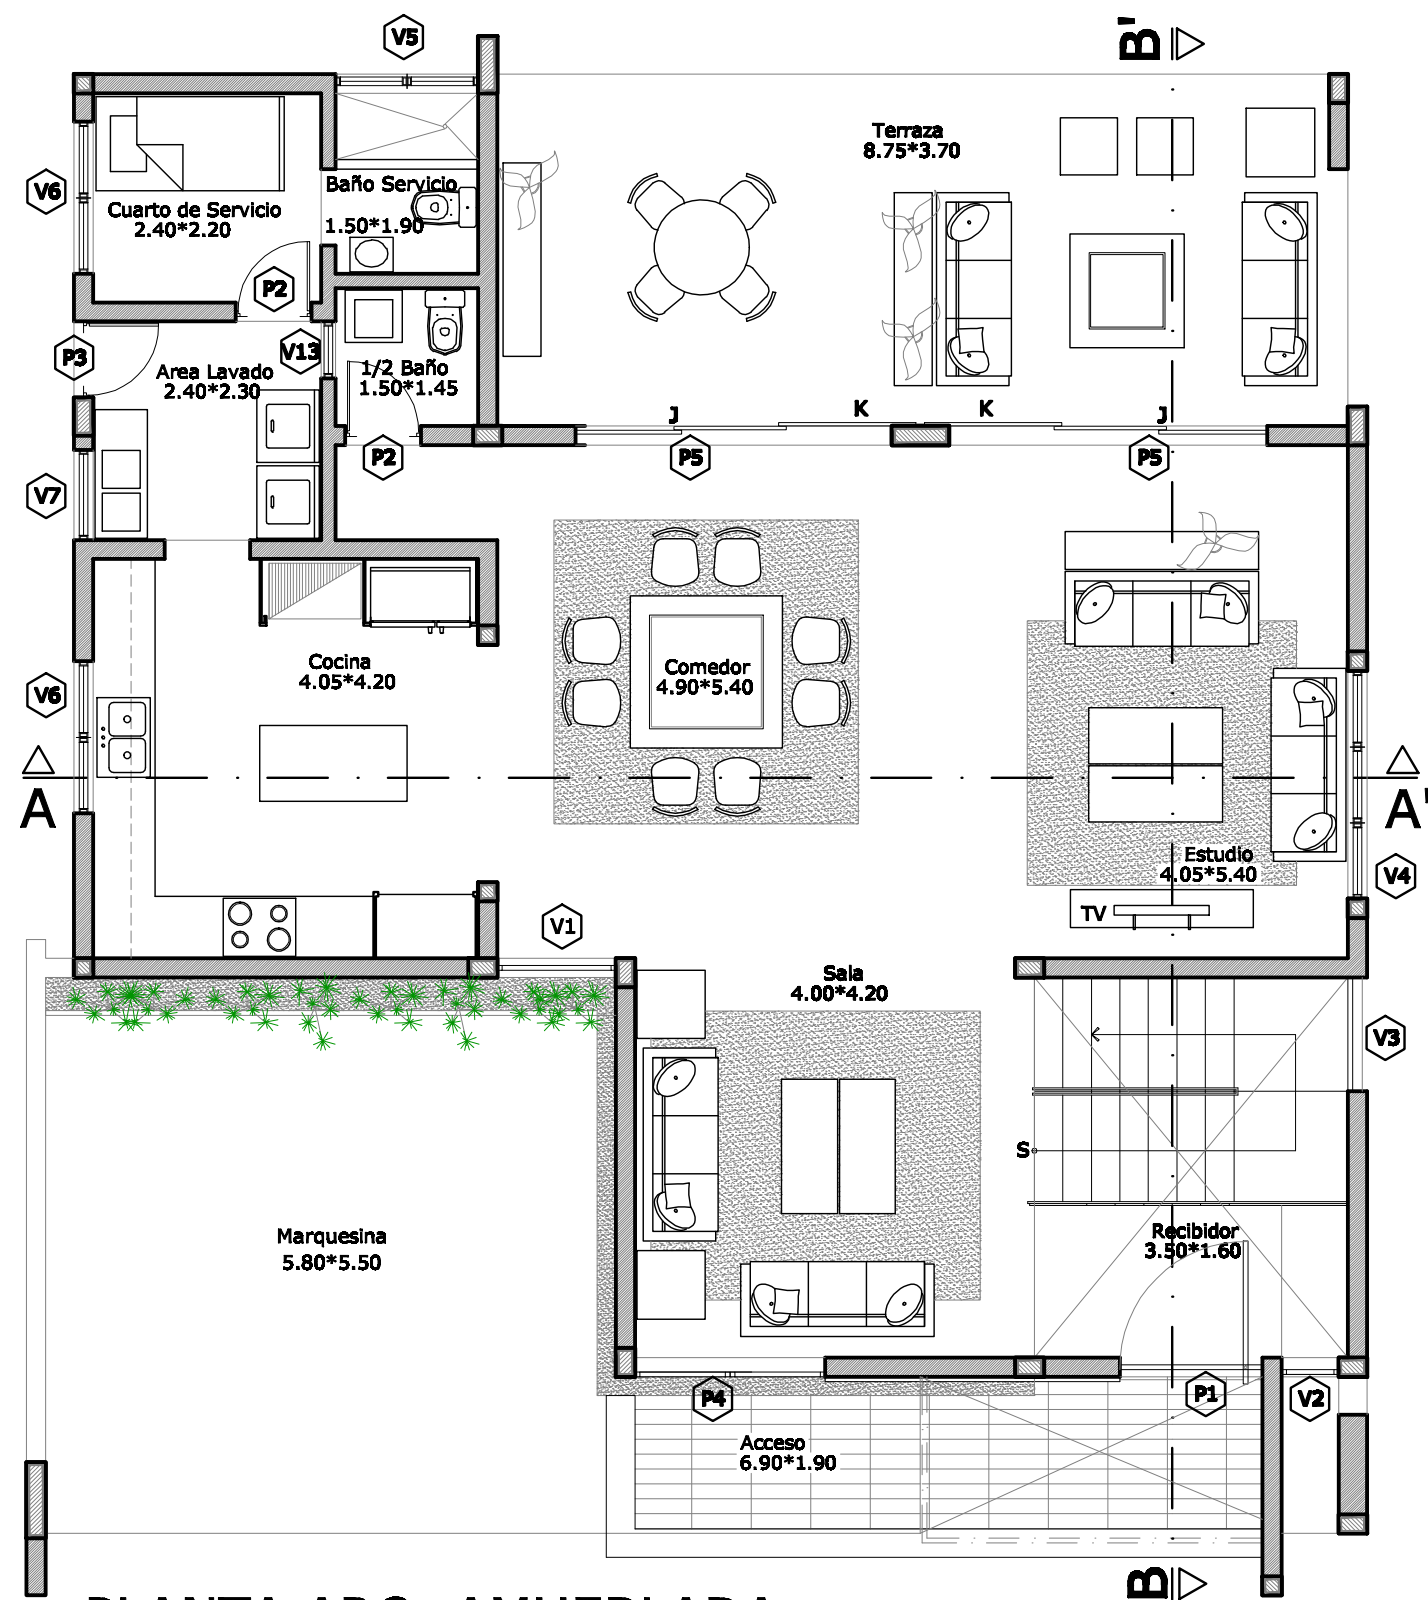 V5
B'
Terraza
8.75*3.70
V6
Baño Servicio
1.50*1.90
Cuarto de Servicio
2.40*2.20
P2
P3
V13
Area Lavado
2.40*2.30
1/2 Baño
1.50*1.45
J
K
K
J
P2
P5
P5
V7
Cocina
4.05*4.20
Comedor
4.90*5.40
V6
A
A'
Estudio
4.05*5.40
V4
TV
V1
Sala
4.00*4.20
V3
S
Marquesina
5.80*5.50
Recibidor
3.50*1.60
P4
P1
V2
Acceso
6.90*1.90
B